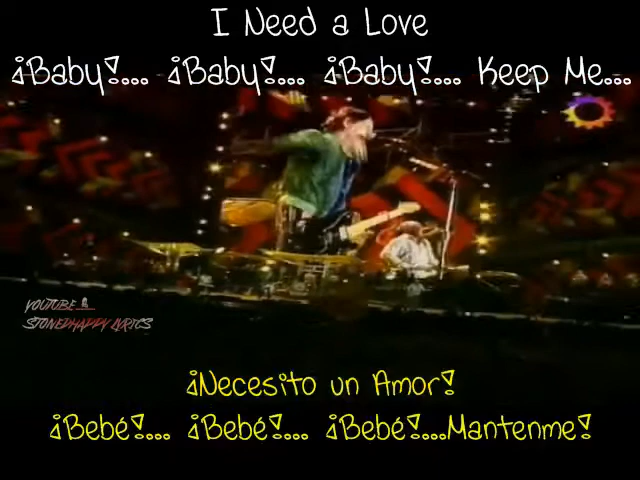 I Need a Love
¡Baby!... ¡Baby!... ¡Baby!... Keep Me...
YOUTUBE
STONEDHAPPY LYRICS
¡Necesito un Amor!
¡Bebé!... ¡Bebé!... ¡Bebé!...Mantenme!